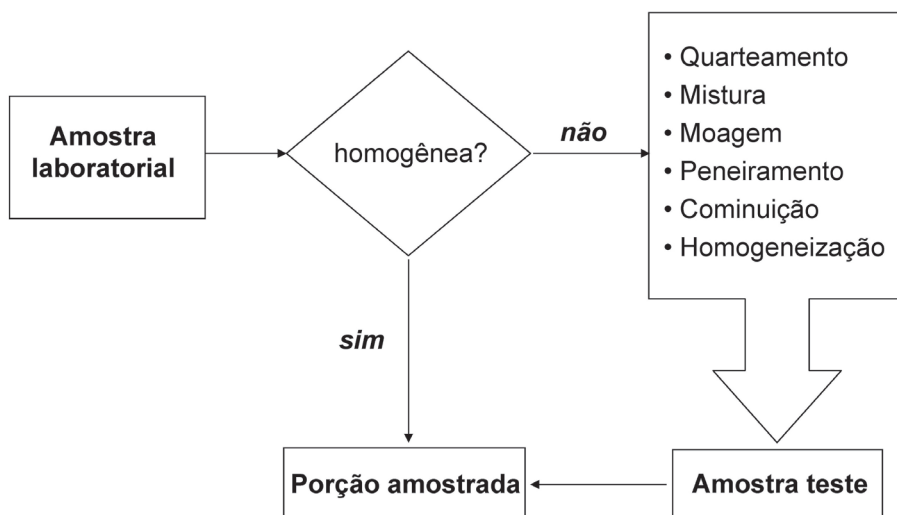 Amostra
laboratorial
homogênea?
não
• Quarteamento
• Mistura
• Moagem
• Peneiramento
• Cominuição
• Homogeneização
sim
Porção amostrada
Amostra teste